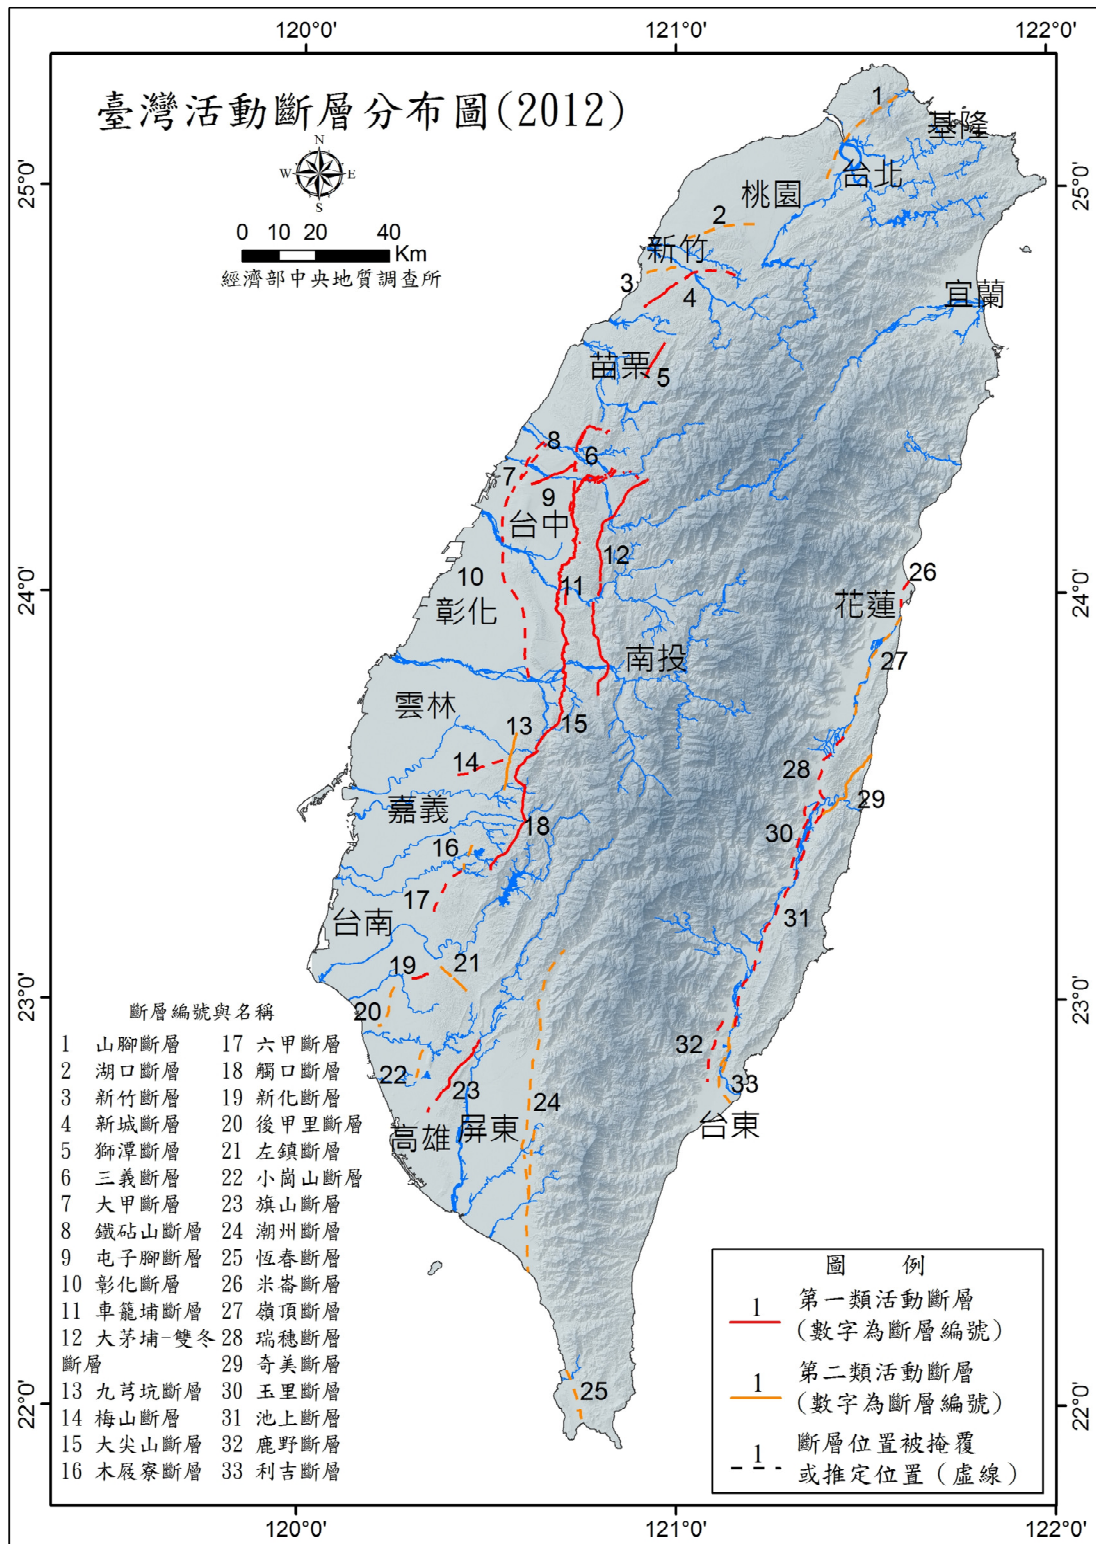 120°0'
121°0'
122°0'
臺灣活動斷層分布圖(2012)
N
W
E
S
0 10 20 40 Km
經濟部中央地質調查所
25°0'
25°0'
24°0'
24°0'
23°0'
23°0'
22°0'
22°0'
1
基隆
台北
桃園
2
新竹
3
4
宜蘭
苗栗
5
8
6
7
9
台中
12
10
11
彰化
26
花蓮
南投
27
雲林
13
15
14
28
嘉義
29
18
30
16
17
31
台南
19
21
20
32
22
23
24
33
高雄
屏東
台東
25
斷層編號與名稱
1 山腳斷層
2 湖口斷層
3 新竹斷層
4 新城斷層
5 獅潭斷層
6 三義斷層
7 大甲斷層
8 鐵砧山斷層
9 屯子腳斷層
10 彰化斷層
11 車籠埔斷層
12 大茅埔-雙冬
斷層
13 九芎坑斷層
14 梅山斷層
15 大尖山斷層
16 木屐寮斷層
17 六甲斷層
18 觸口斷層
19 新化斷層
20 後甲里斷層
21 左鎮斷層
22 小崗山斷層
23 旗山斷層
24 潮州斷層
25 恆春斷層
26 米崙斷層
27 嶺頂斷層
28 瑞穗斷層
29 奇美斷層
30 玉里斷層
31 池上斷層
32 鹿野斷層
33 利吉斷層
圖 例
1 第一類活動斷層
(數字為斷層編號)
1 第二類活動斷層
(數字為斷層編號)
1 斷層位置被掩覆
或推定位置(虛線)
120°0'
121°0'
122°0'